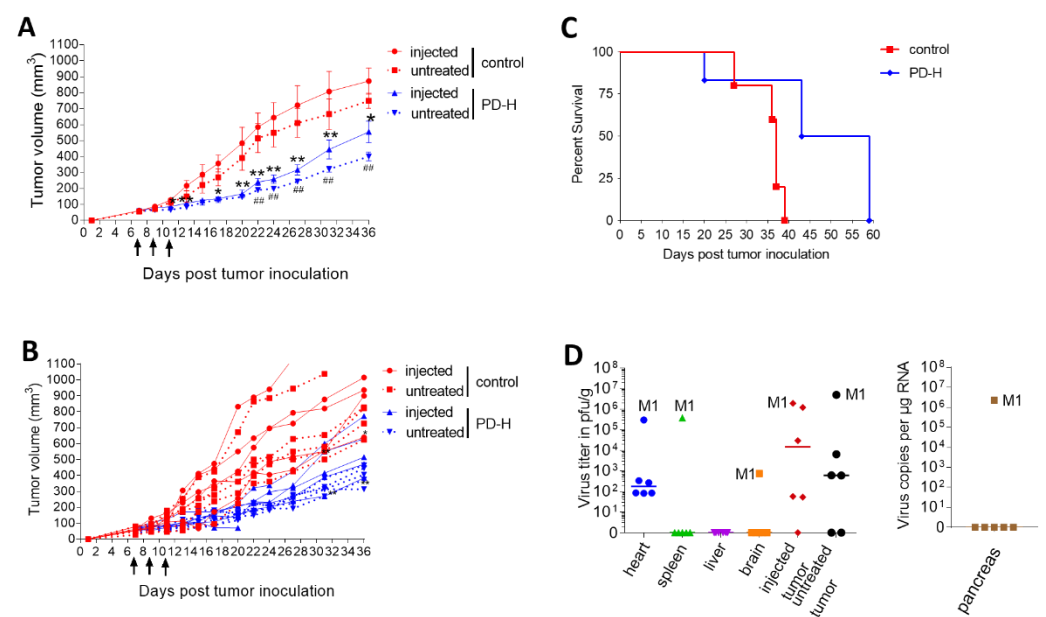 A
Tumor volume (mm3)
1100
1000
900
800
700
600
500
400
300
200
100
0
0 2 4 6 8 10 12 14 16 18 20 22 24 26 28 30 32 34 36
Days post tumor inoculation
injected
untreated
control
injected
untreated
PD-H
* ** * ** ** ** ** ** *
## ## ## ## ##
B
Tumor volume (mm3)
1100
1000
900
800
700
600
500
400
300
200
100
0
0 2 4 6 8 10 12 14 16 18 20 22 24 26 28 30 32 34 36
Days post tumor inoculation
injected
untreated
control
injected
untreated
PD-H
C
Percent Survival
100
75
50
25
0
0 5 10 15 20 25 30 35 40 45 50 55 60
Days post tumor inoculation
control
PD-H
D
Virus titer in pfu/g
108
107
106
105
104
103
102
101
0
M1 M1 M1 M1 M1
heart
spleen
liver
brain
injected tumor
untreated tumor
Virus copies per µg RNA
108
107
106
105
104
103
102
101
0
M1
pancreas